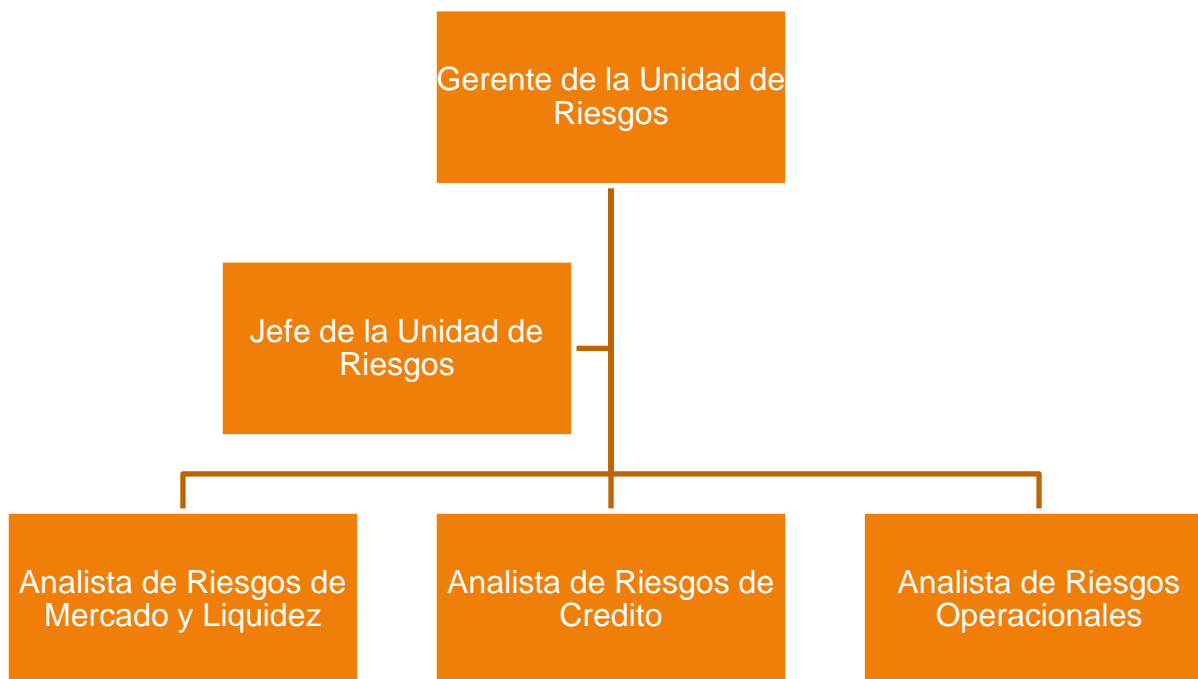 Gerente de la Unidad de
Riesgos
Jefe de la Unidad de
Riesgos
Analista de Riesgos de
Mercado y Liquidez
Analista de Riesgos de
Credito
Analista de Riesgos
Operacionales